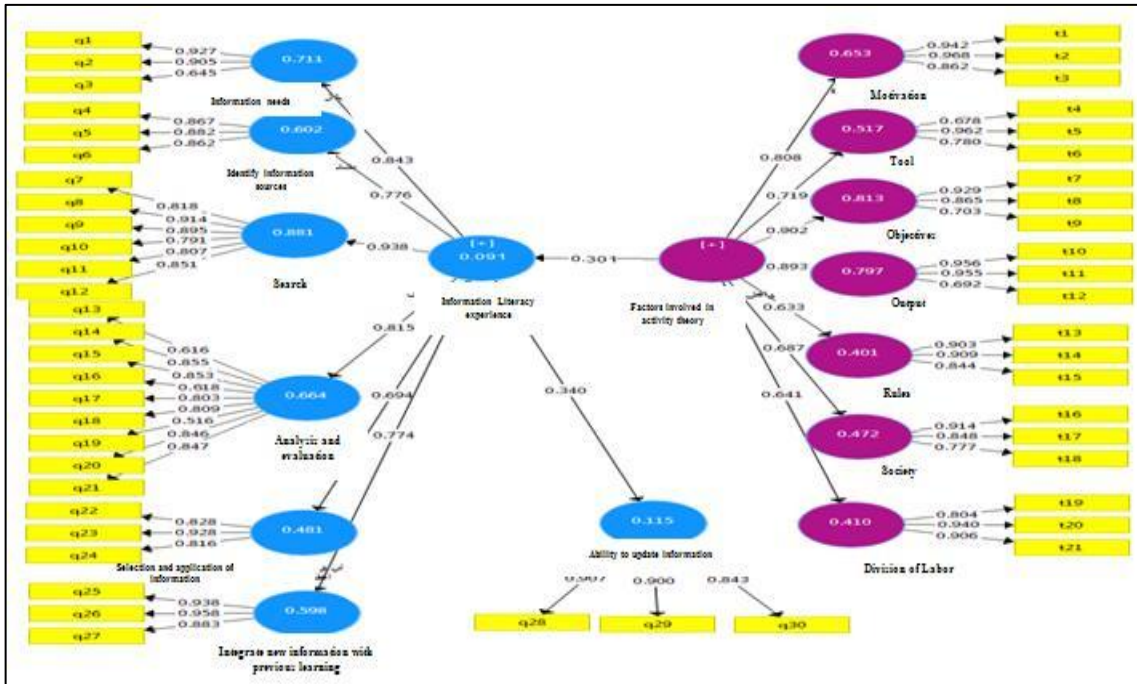 q1
q2
q3
0.927
0.905
0.645
0.711
Information needs
q4
q5
q6
0.867
0.882
0.862
0.602
Identify information
sources
q7
q8
q9
q10
q11
q12
0.818
0.914
0.895
0.791
0.807
0.851
0.881
Search
q13
q14
q15
q16
q17
q18
q19
q20
q21
0.616
0.855
0.853
0.618
0.803
0.809
0.516
0.846
0.847
0.664
Analysis and
evaluation
q22
q23
q24
0.828
0.928
0.816
0.481
Selection and application of
information
q25
q26
q27
0.938
0.958
0.883
0.598
Integrate new information with
previous learning
0.843
0.776
0.938
0.815
0.694
0.774
[+]
0.091
Information Literacy
experience
0.301
0.340
0.115
Ability to update information
0.907
0.900
0.843
q28
q29
q30
[+]
Factors involved in
activity theory
0.808
0.719
0.902
0.893
0.633
0.687
0.641
0.653
Motivation
0.942
0.968
0.862
t1
t2
t3
0.517
Tool
0.678
0.962
0.780
t4
t5
t6
0.813
Objectives
0.929
0.865
0.703
t7
t8
t9
0.797
Output
0.956
0.955
0.692
t10
t11
t12
0.401
Rules
0.903
0.909
0.844
t13
t14
t15
0.472
Society
0.914
0.848
0.777
t16
t17
t18
0.410
Division of Labor
0.804
0.940
0.906
t19
t20
t21